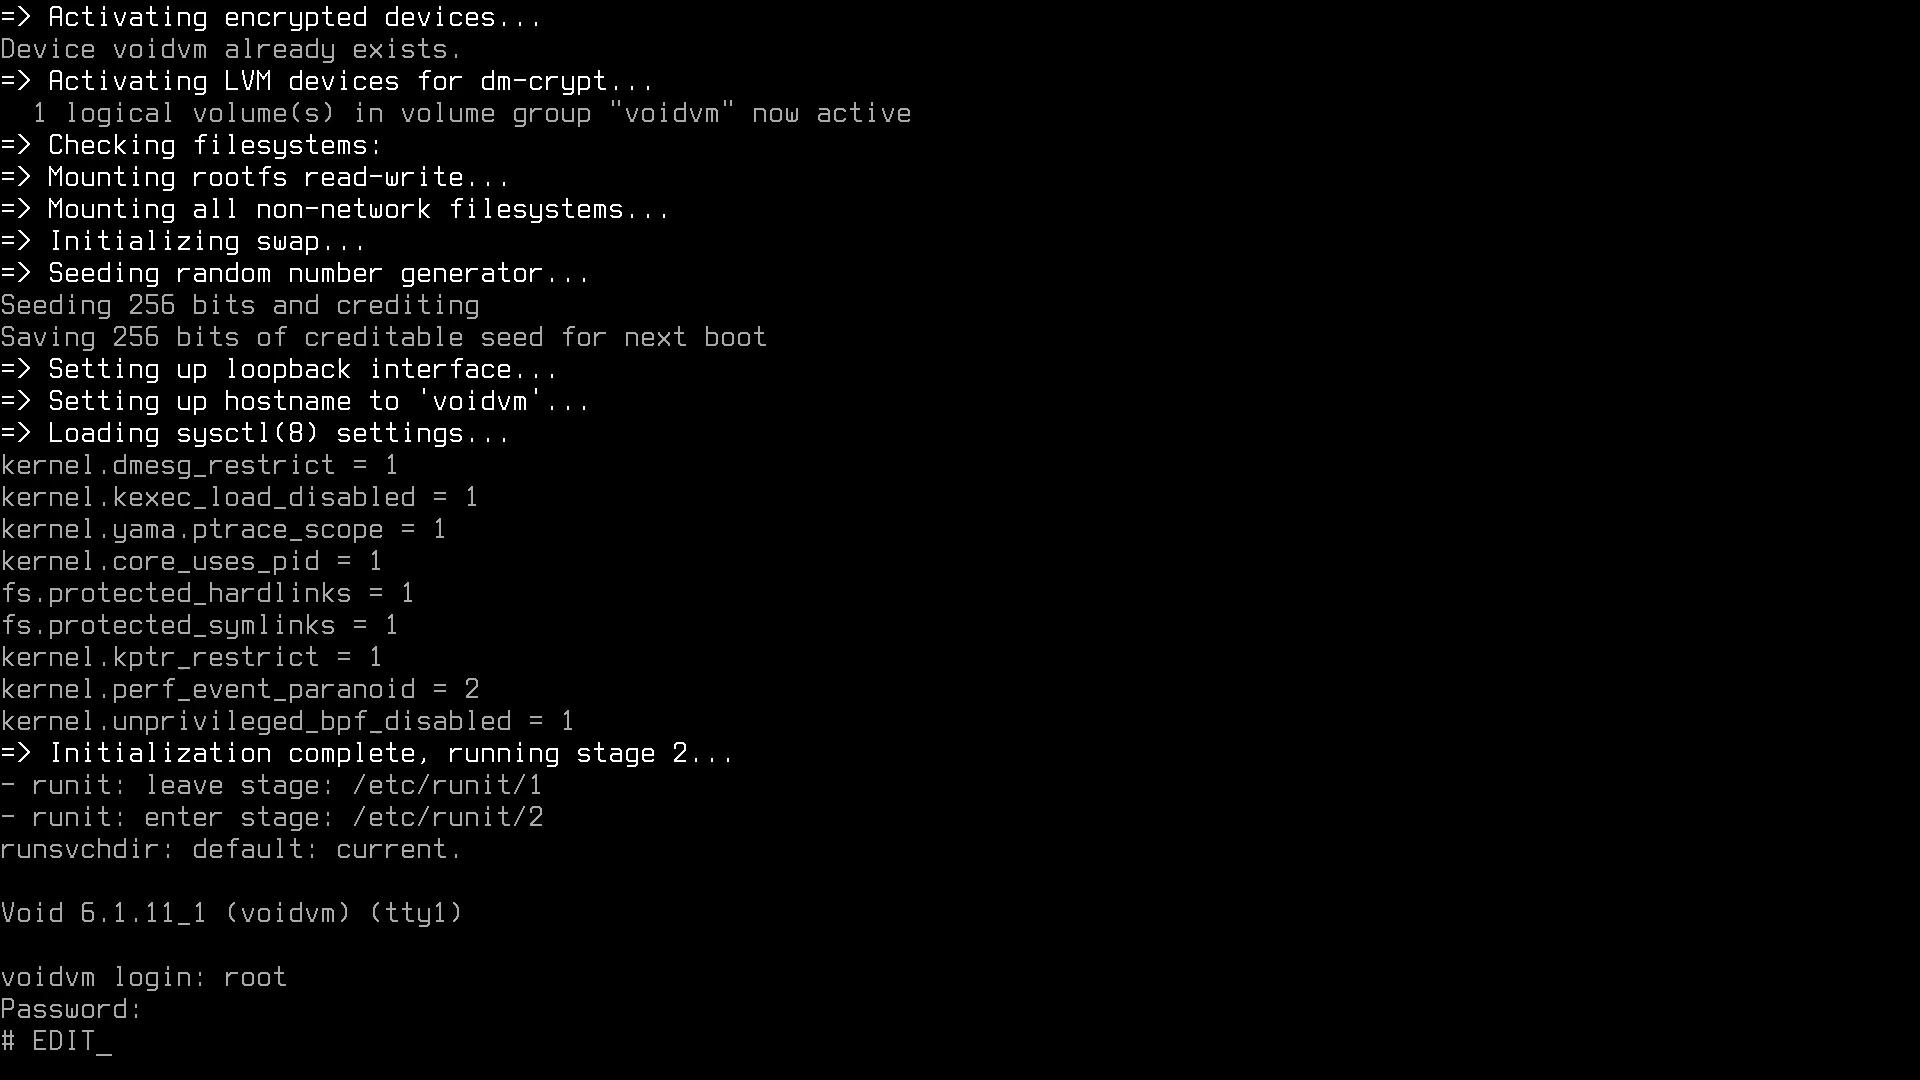 => Activating encrypted devices...
Device voidvm already exists.
=> Activating LVM devices for dm-crypt...
  1 logical volume(s) in volume group "voidvm" now active
=> Checking filesystems:
=> Mounting rootfs read-write...
=> Mounting all non-network filesystems...
=> Initializing swap...
=> Seeding random number generator...
Seeding 256 bits and crediting
Saving 256 bits of creditable seed for next boot
=> Setting up loopback interface...
=> Setting up hostname to 'voidvm'...
=> Loading sysctl(8) settings...
kernel.dmesg_restrict = 1
kernel.kexec_load_disabled = 1
kernel.yama.ptrace_scope = 1
kernel.core_uses_pid = 1
fs.protected_hardlinks = 1
fs.protected_symlinks = 1
kernel.kptr_restrict = 1
kernel.perf_event_paranoid = 2
kernel.unprivileged_bpf_disabled = 1
=> Initialization complete, running stage 2...
- runit: leave stage: /etc/runit/1
- runit: enter stage: /etc/runit/2
runsvchdir: default: current.
Void 6.1.11_1 (voidvm) (tty1)
voidvm login: root
Password:
# EDIT_